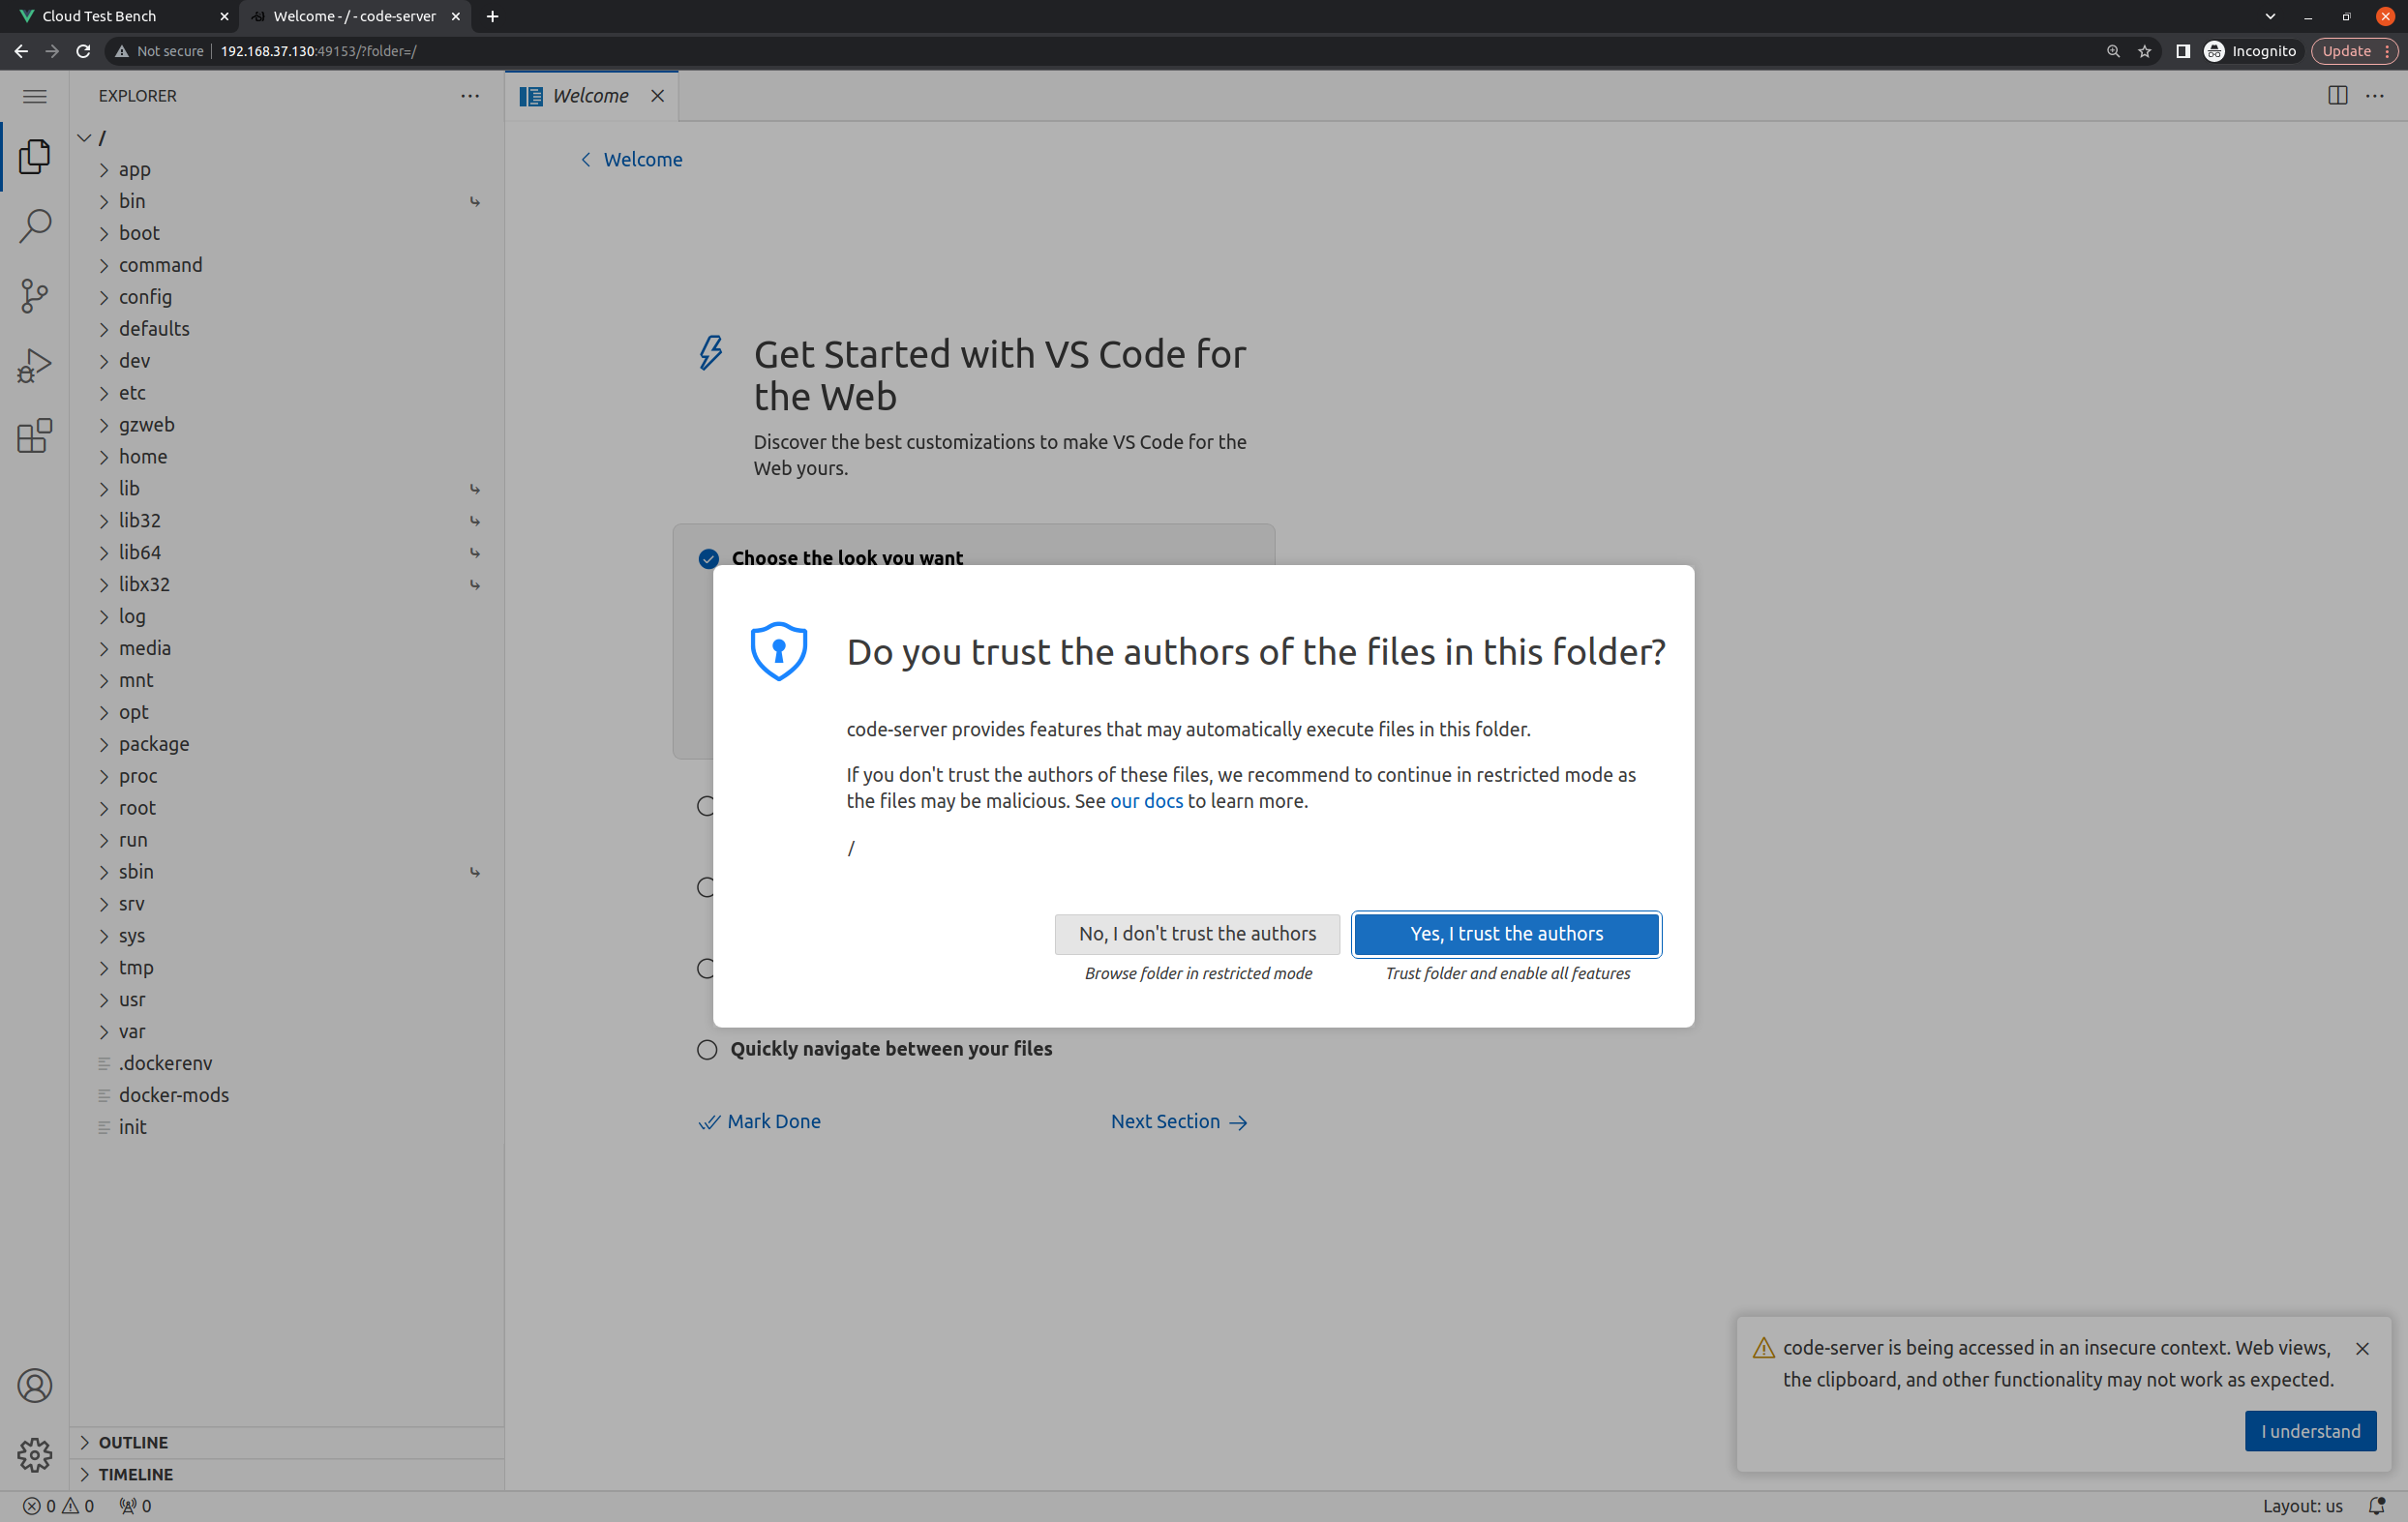 Cloud Test Bench
Welcome - / - code-server
Not secure
192.168.37.130:49153/?folder=/
Incognito
Update
EXPLORER
Welcome
/
app
bin
boot
command
config
defaults
dev
etc
gzweb
home
lib
lib32
lib64
libx32
log
media
mnt
opt
package
proc
root
run
sbin
srv
sys
tmp
usr
var
.dockerenv
docker-mods
init
OUTLINE
TIMELINE
Welcome
Get Started with VS Code for
the Web
Discover the best customizations to make VS Code for the
Web yours.
Choose the look you want
Do you trust the authors of the files in this folder?
code-server provides features that may automatically execute files in this folder.
If you don't trust the authors of these files, we recommend to continue in restricted mode as
the files may be malicious. See our docs to learn more.
/
No, I don't trust the authors
Yes, I trust the authors
Browse folder in restricted mode
Trust folder and enable all features
Quickly navigate between your files
Mark Done
Next Section
code-server is being accessed in an insecure context. Web views,
the clipboard, and other functionality may not work as expected.
I understand
0 0 0
Layout: us